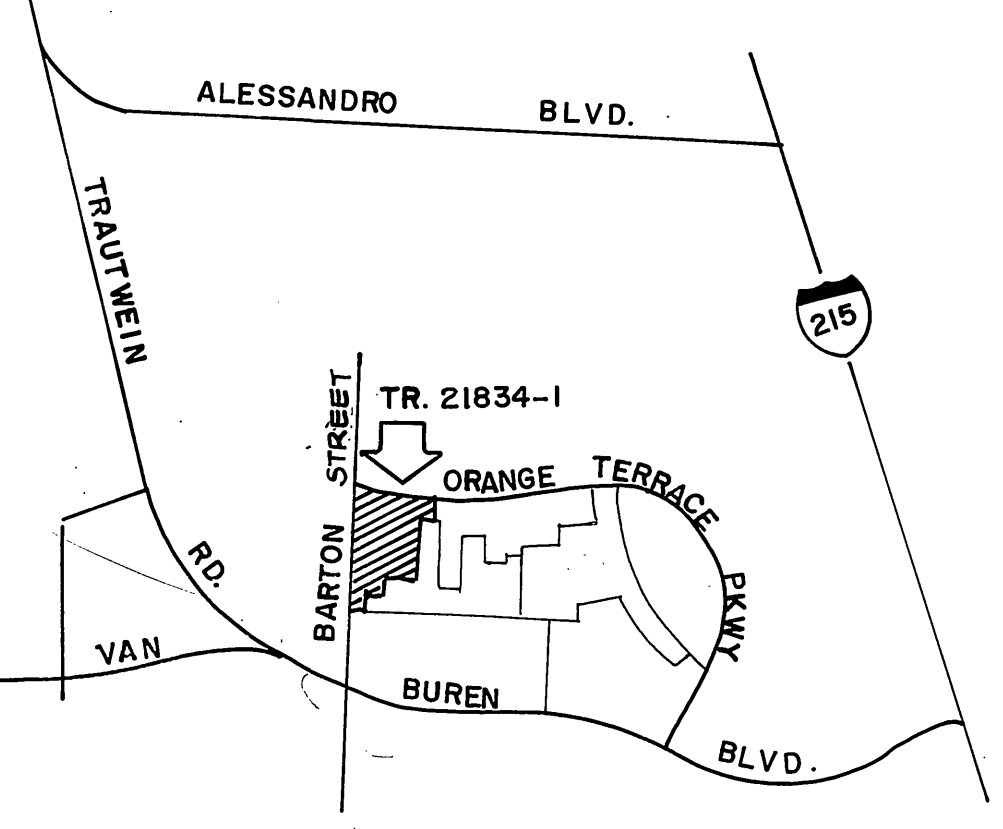 ALESSANDRO BLVD.
TRAUTWEIN RD.
215
BARTON STREET
TR. 21834-1
ORANGE TERRACE PKWY
VAN BUREN BLVD.